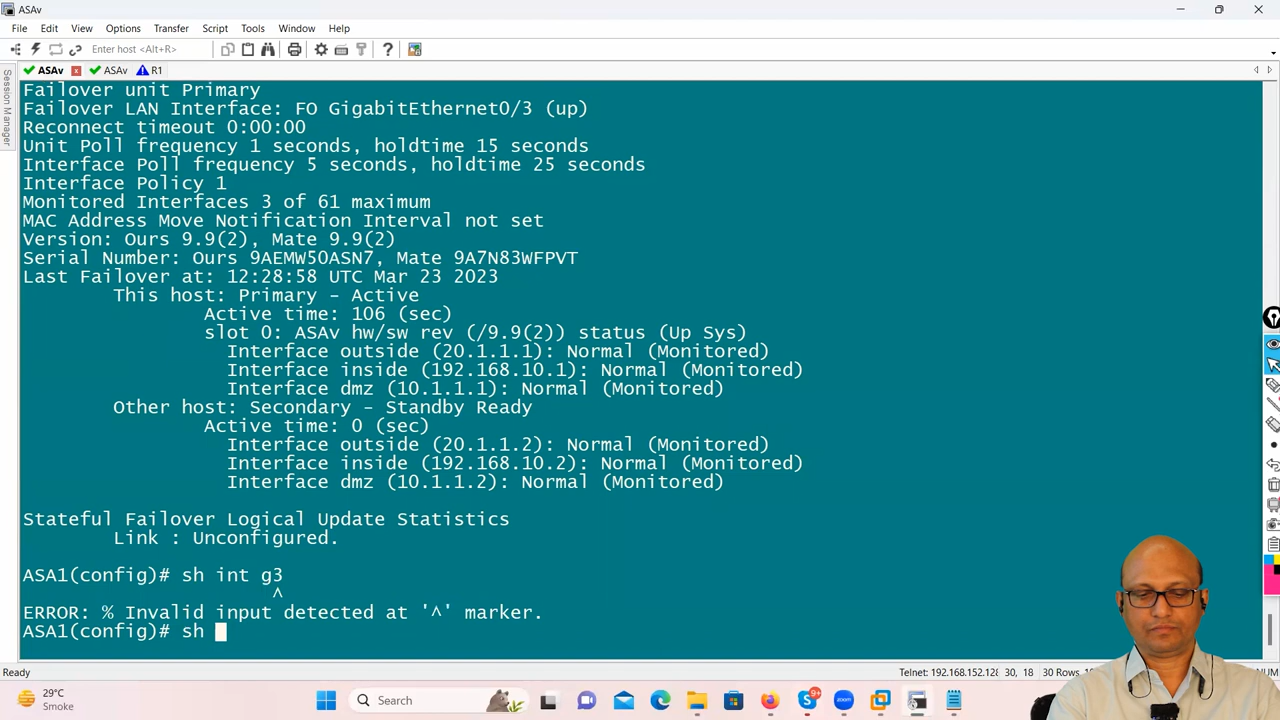 ASAv
File Edit View Options Transfer Script Tools Window Help
Enter host <Alt+R>
ASAv ASAv R1
Session Manager
Failover unit Primary
Failover LAN Interface: FO GigabitEthernet0/3 (up)
Reconnect timeout 0:00:00
Unit Poll frequency 1 seconds, holdtime 15 seconds
Interface Poll frequency 5 seconds, holdtime 25 seconds
Interface Policy 1
Monitored Interfaces 3 of 61 maximum
MAC Address Move Notification Interval not set
Version: Ours 9.9(2), Mate 9.9(2)
Serial Number: Ours 9AEMW50ASN7, Mate 9A7N83WFPVT
Last Failover at: 12:28:58 UTC Mar 23 2023
This host: Primary - Active
Active time: 106 (sec)
slot 0: ASAv hw/sw rev (/9.9(2)) status (Up Sys)
Interface outside (20.1.1.1): Normal (Monitored)
Interface inside (192.168.10.1): Normal (Monitored)
Interface dmz (10.1.1.1): Normal (Monitored)
Other host: Secondary - Standby Ready
Active time: 0 (sec)
Interface outside (20.1.1.2): Normal (Monitored)
Interface inside (192.168.10.2): Normal (Monitored)
Interface dmz (10.1.1.2): Normal (Monitored)
Stateful Failover Logical Update Statistics
Link : Unconfigured.
ASA1(config)# sh int g3
^
ERROR: % Invalid input detected at '^' marker.
ASA1(config)# sh
Ready Telnet: 192.168.152.128 30, 18 30 Rows, NUM
29°C
Smoke
Search
9+
zoom